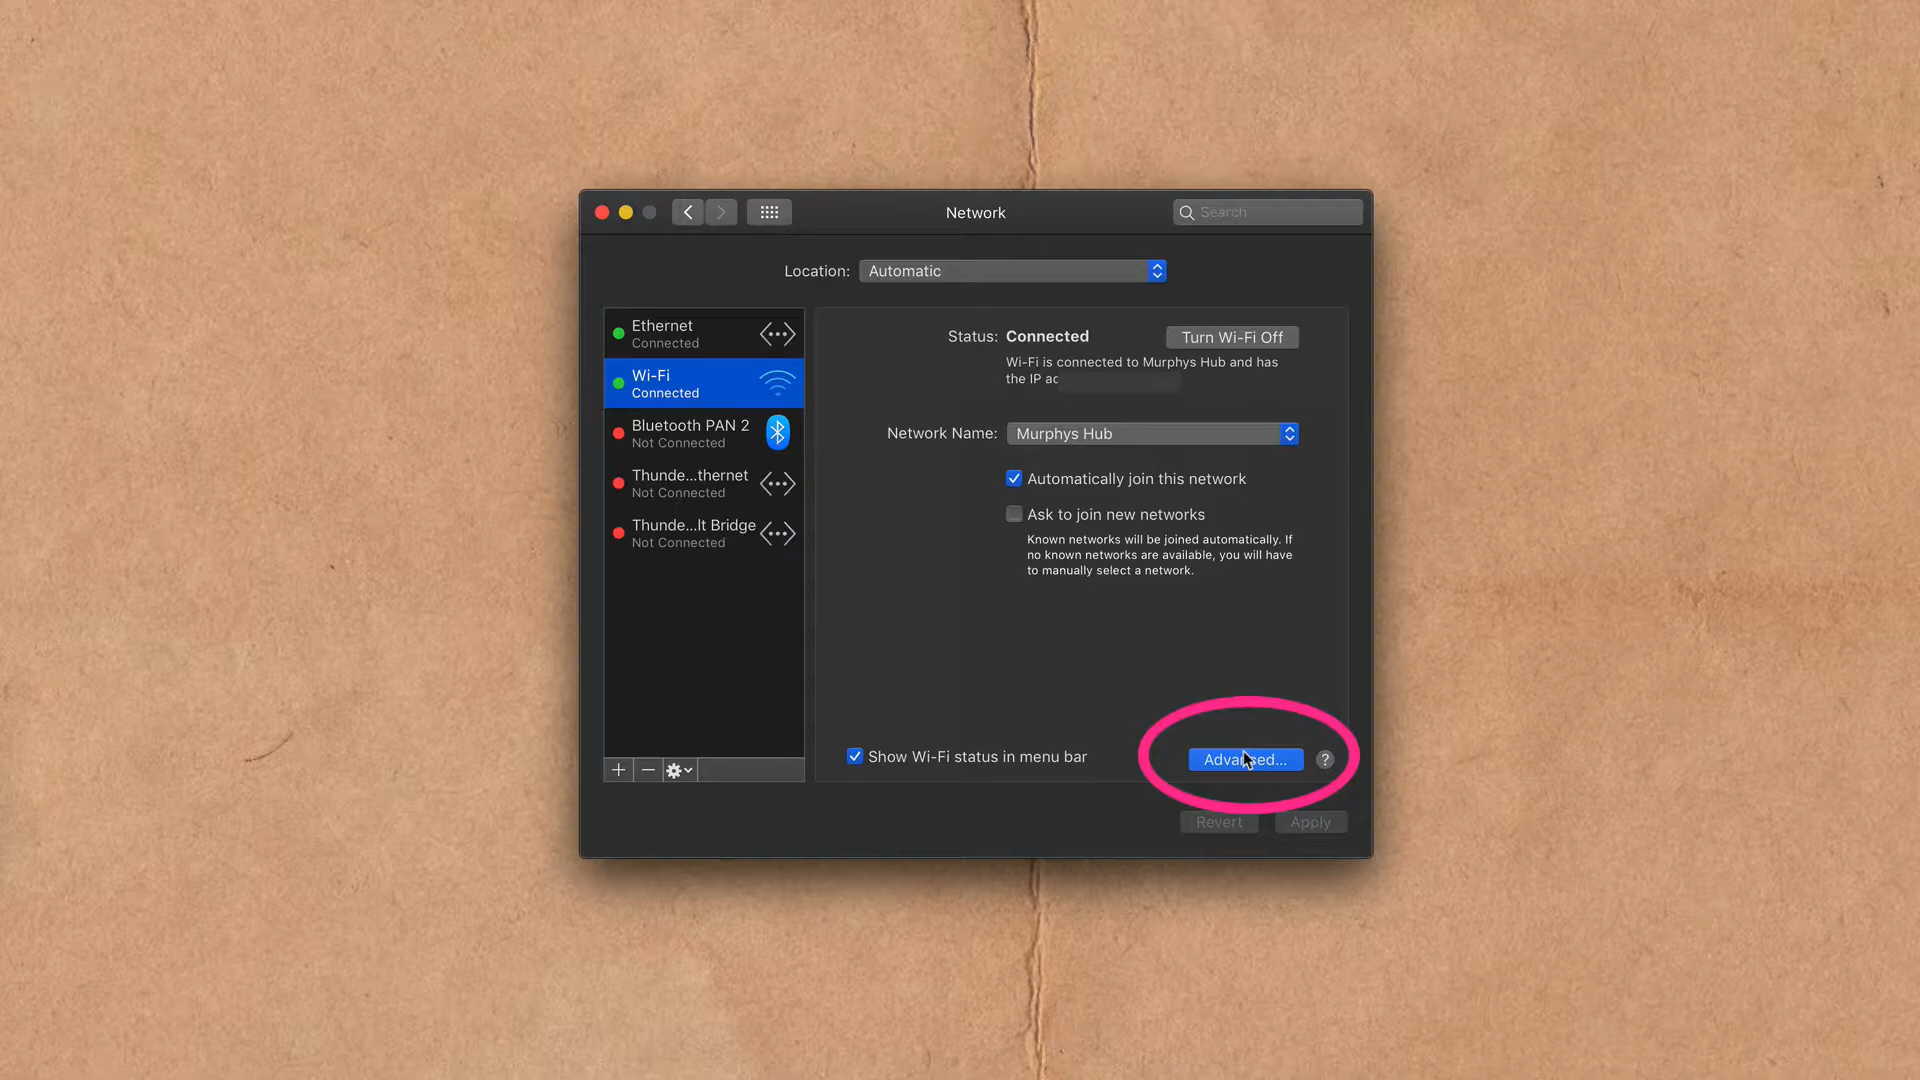 Network
Search
Location: Automatic
Ethernet
Connected
Wi-Fi
Connected
Bluetooth PAN 2
Not Connected
Thunde...thernet
Not Connected
Thunde...lt Bridge
Not Connected
Status: Connected
Turn Wi-Fi Off
Wi-Fi is connected to Murphys Hub and has
the IP
Network Name: Murphys Hub
Automatically join this network
Ask to join new networks
Known networks will be joined automatically. If
no known networks are available, you will have
to manually select a network.
Show Wi-Fi status in menu bar
Advanced... ?
Revert
Apply